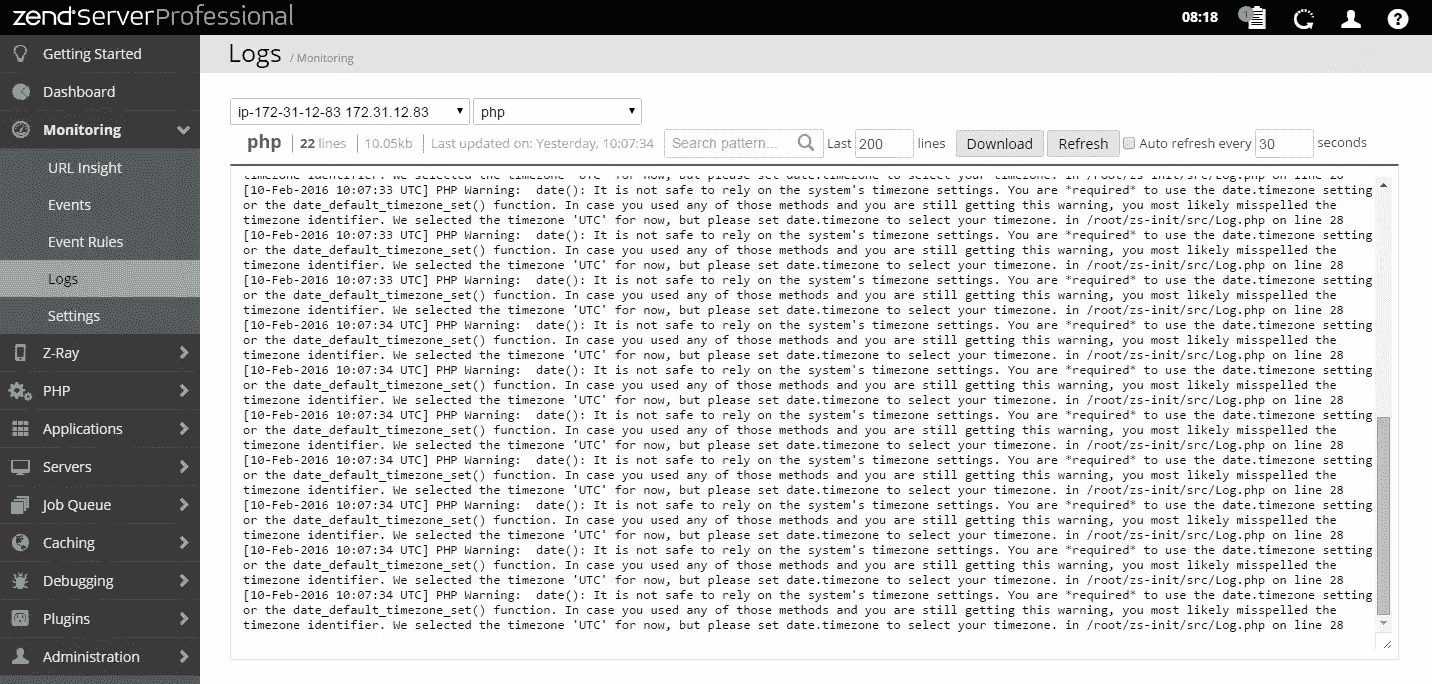 zend Server Professional
08:18
1
?
Getting Started
Dashboard
Monitoring
URL Insight
Events
Event Rules
Logs
Settings
Z-Ray
PHP
Applications
Servers
Job Queue
Caching
Debugging
Plugins
Administration
Logs / Monitoring
ip-172-31-12-83 172.31.12.83 php
php 22 lines 10.05kb Last updated on: Yesterday, 10:07:34 Search pattern... Last 200 lines Download Refresh Auto refresh every 30 seconds
timezone identifier. We selected the timezone 'UTC' for now, but please set date.timezone to select your timezone. in /root/zs-init/src/Log.php on line 28
[10-Feb-2016 10:07:33 UTC] PHP Warning:  date(): It is not safe to rely on the system's timezone settings. You are *required* to use the date.timezone setting
or the date_default_timezone_set() function. In case you used any of those methods and you are still getting this warning, you most likely misspelled the
timezone identifier. We selected the timezone 'UTC' for now, but please set date.timezone to select your timezone. in /root/zs-init/src/Log.php on line 28
[10-Feb-2016 10:07:33 UTC] PHP Warning:  date(): It is not safe to rely on the system's timezone settings. You are *required* to use the date.timezone setting
or the date_default_timezone_set() function. In case you used any of those methods and you are still getting this warning, you most likely misspelled the
timezone identifier. We selected the timezone 'UTC' for now, but please set date.timezone to select your timezone. in /root/zs-init/src/Log.php on line 28
[10-Feb-2016 10:07:33 UTC] PHP Warning:  date(): It is not safe to rely on the system's timezone settings. You are *required* to use the date.timezone setting
or the date_default_timezone_set() function. In case you used any of those methods and you are still getting this warning, you most likely misspelled the
timezone identifier. We selected the timezone 'UTC' for now, but please set date.timezone to select your timezone. in /root/zs-init/src/Log.php on line 28
[10-Feb-2016 10:07:34 UTC] PHP Warning:  date(): It is not safe to rely on the system's timezone settings. You are *required* to use the date.timezone setting
or the date_default_timezone_set() function. In case you used any of those methods and you are still getting this warning, you most likely misspelled the
timezone identifier. We selected the timezone 'UTC' for now, but please set date.timezone to select your timezone. in /root/zs-init/src/Log.php on line 28
[10-Feb-2016 10:07:34 UTC] PHP Warning:  date(): It is not safe to rely on the system's timezone settings. You are *required* to use the date.timezone setting
or the date_default_timezone_set() function. In case you used any of those methods and you are still getting this warning, you most likely misspelled the
timezone identifier. We selected the timezone 'UTC' for now, but please set date.timezone to select your timezone. in /root/zs-init/src/Log.php on line 28
[10-Feb-2016 10:07:34 UTC] PHP Warning:  date(): It is not safe to rely on the system's timezone settings. You are *required* to use the date.timezone setting
or the date_default_timezone_set() function. In case you used any of those methods and you are still getting this warning, you most likely misspelled the
timezone identifier. We selected the timezone 'UTC' for now, but please set date.timezone to select your timezone. in /root/zs-init/src/Log.php on line 28
[10-Feb-2016 10:07:34 UTC] PHP Warning:  date(): It is not safe to rely on the system's timezone settings. You are *required* to use the date.timezone setting
or the date_default_timezone_set() function. In case you used any of those methods and you are still getting this warning, you most likely misspelled the
timezone identifier. We selected the timezone 'UTC' for now, but please set date.timezone to select your timezone. in /root/zs-init/src/Log.php on line 28
[10-Feb-2016 10:07:34 UTC] PHP Warning:  date(): It is not safe to rely on the system's timezone settings. You are *required* to use the date.timezone setting
or the date_default_timezone_set() function. In case you used any of those methods and you are still getting this warning, you most likely misspelled the
timezone identifier. We selected the timezone 'UTC' for now, but please set date.timezone to select your timezone. in /root/zs-init/src/Log.php on line 28
[10-Feb-2016 10:07:34 UTC] PHP Warning:  date(): It is not safe to rely on the system's timezone settings. You are *required* to use the date.timezone setting
or the date_default_timezone_set() function. In case you used any of those methods and you are still getting this warning, you most likely misspelled the
timezone identifier. We selected the timezone 'UTC' for now, but please set date.timezone to select your timezone. in /root/zs-init/src/Log.php on line 28
[10-Feb-2016 10:07:34 UTC] PHP Warning:  date(): It is not safe to rely on the system's timezone settings. You are *required* to use the date.timezone setting
or the date_default_timezone_set() function. In case you used any of those methods and you are still getting this warning, you most likely misspelled the
timezone identifier. We selected the timezone 'UTC' for now, but please set date.timezone to select your timezone. in /root/zs-init/src/Log.php on line 28